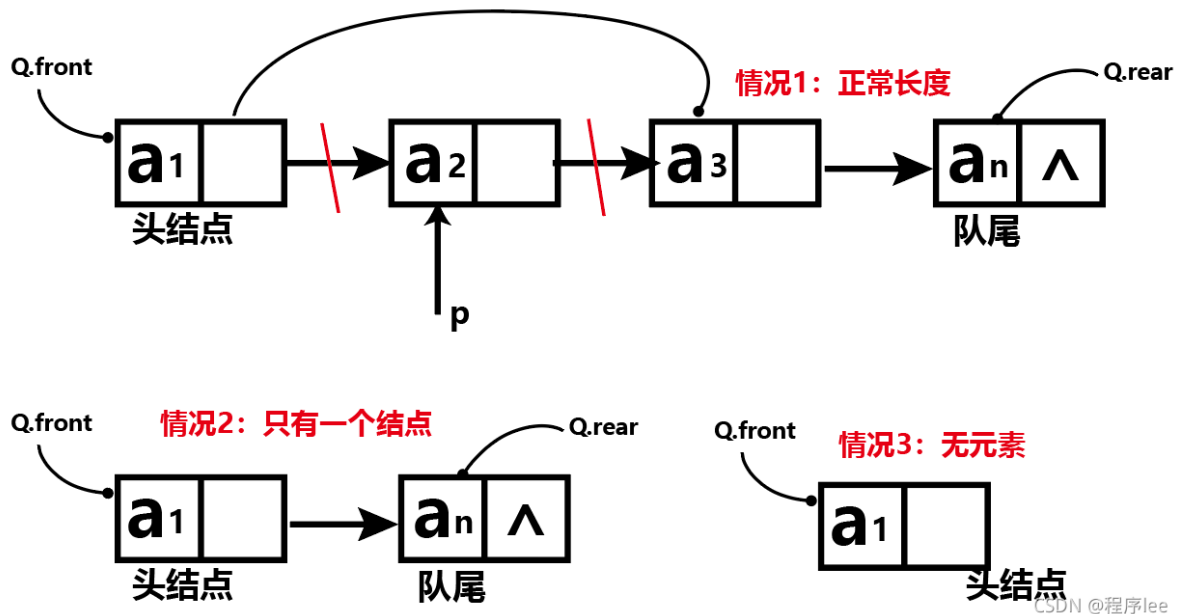 Q.front
情况1：正常长度
Q.rear
a1
a2
a3
an ∧
头结点
队尾
p
Q.front
情况2：只有一个结点
Q.rear
a1
an ∧
头结点
队尾
Q.front
情况3：无元素
a1
头结点
CSDN @程序lee